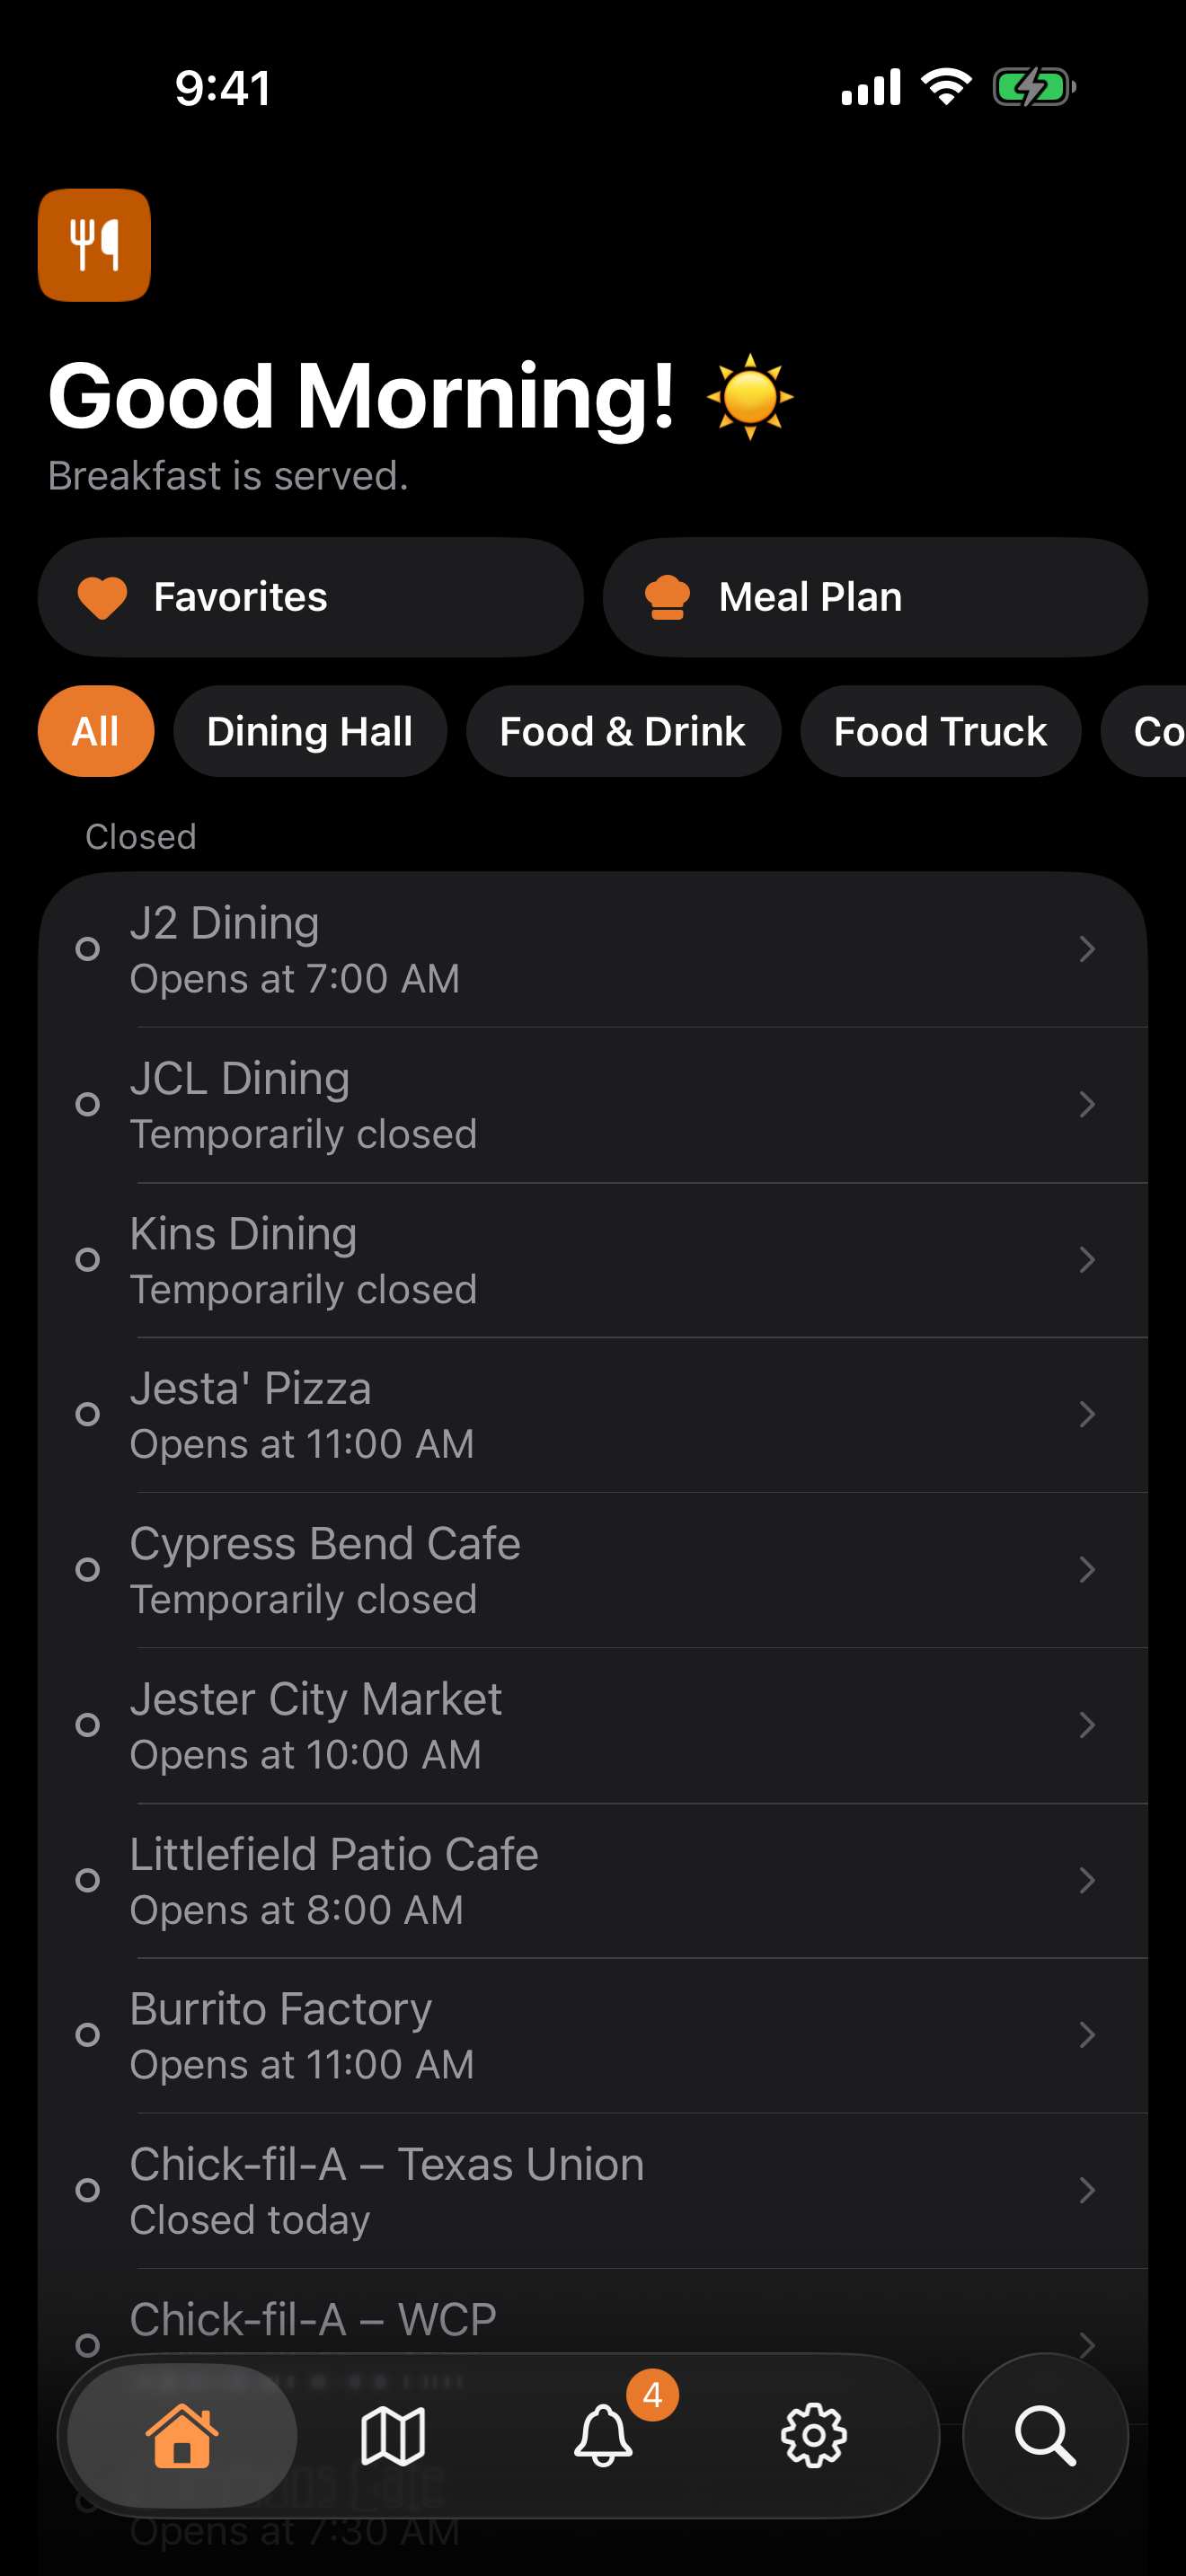 9:41
Good Morning! ☀️
Breakfast is served.
Favorites
Meal Plan
All
Dining Hall
Food & Drink
Food Truck
Co
Closed
J2 Dining
Opens at 7:00 AM
JCL Dining
Temporarily closed
Kins Dining
Temporarily closed
Jesta' Pizza
Opens at 11:00 AM
Cypress Bend Cafe
Temporarily closed
Jester City Market
Opens at 10:00 AM
Littlefield Patio Cafe
Opens at 8:00 AM
Burrito Factory
Opens at 11:00 AM
Chick-fil-A – Texas Union
Closed today
Chick-fil-A – WCP
4
Cafe
Opens at 7:30 AM